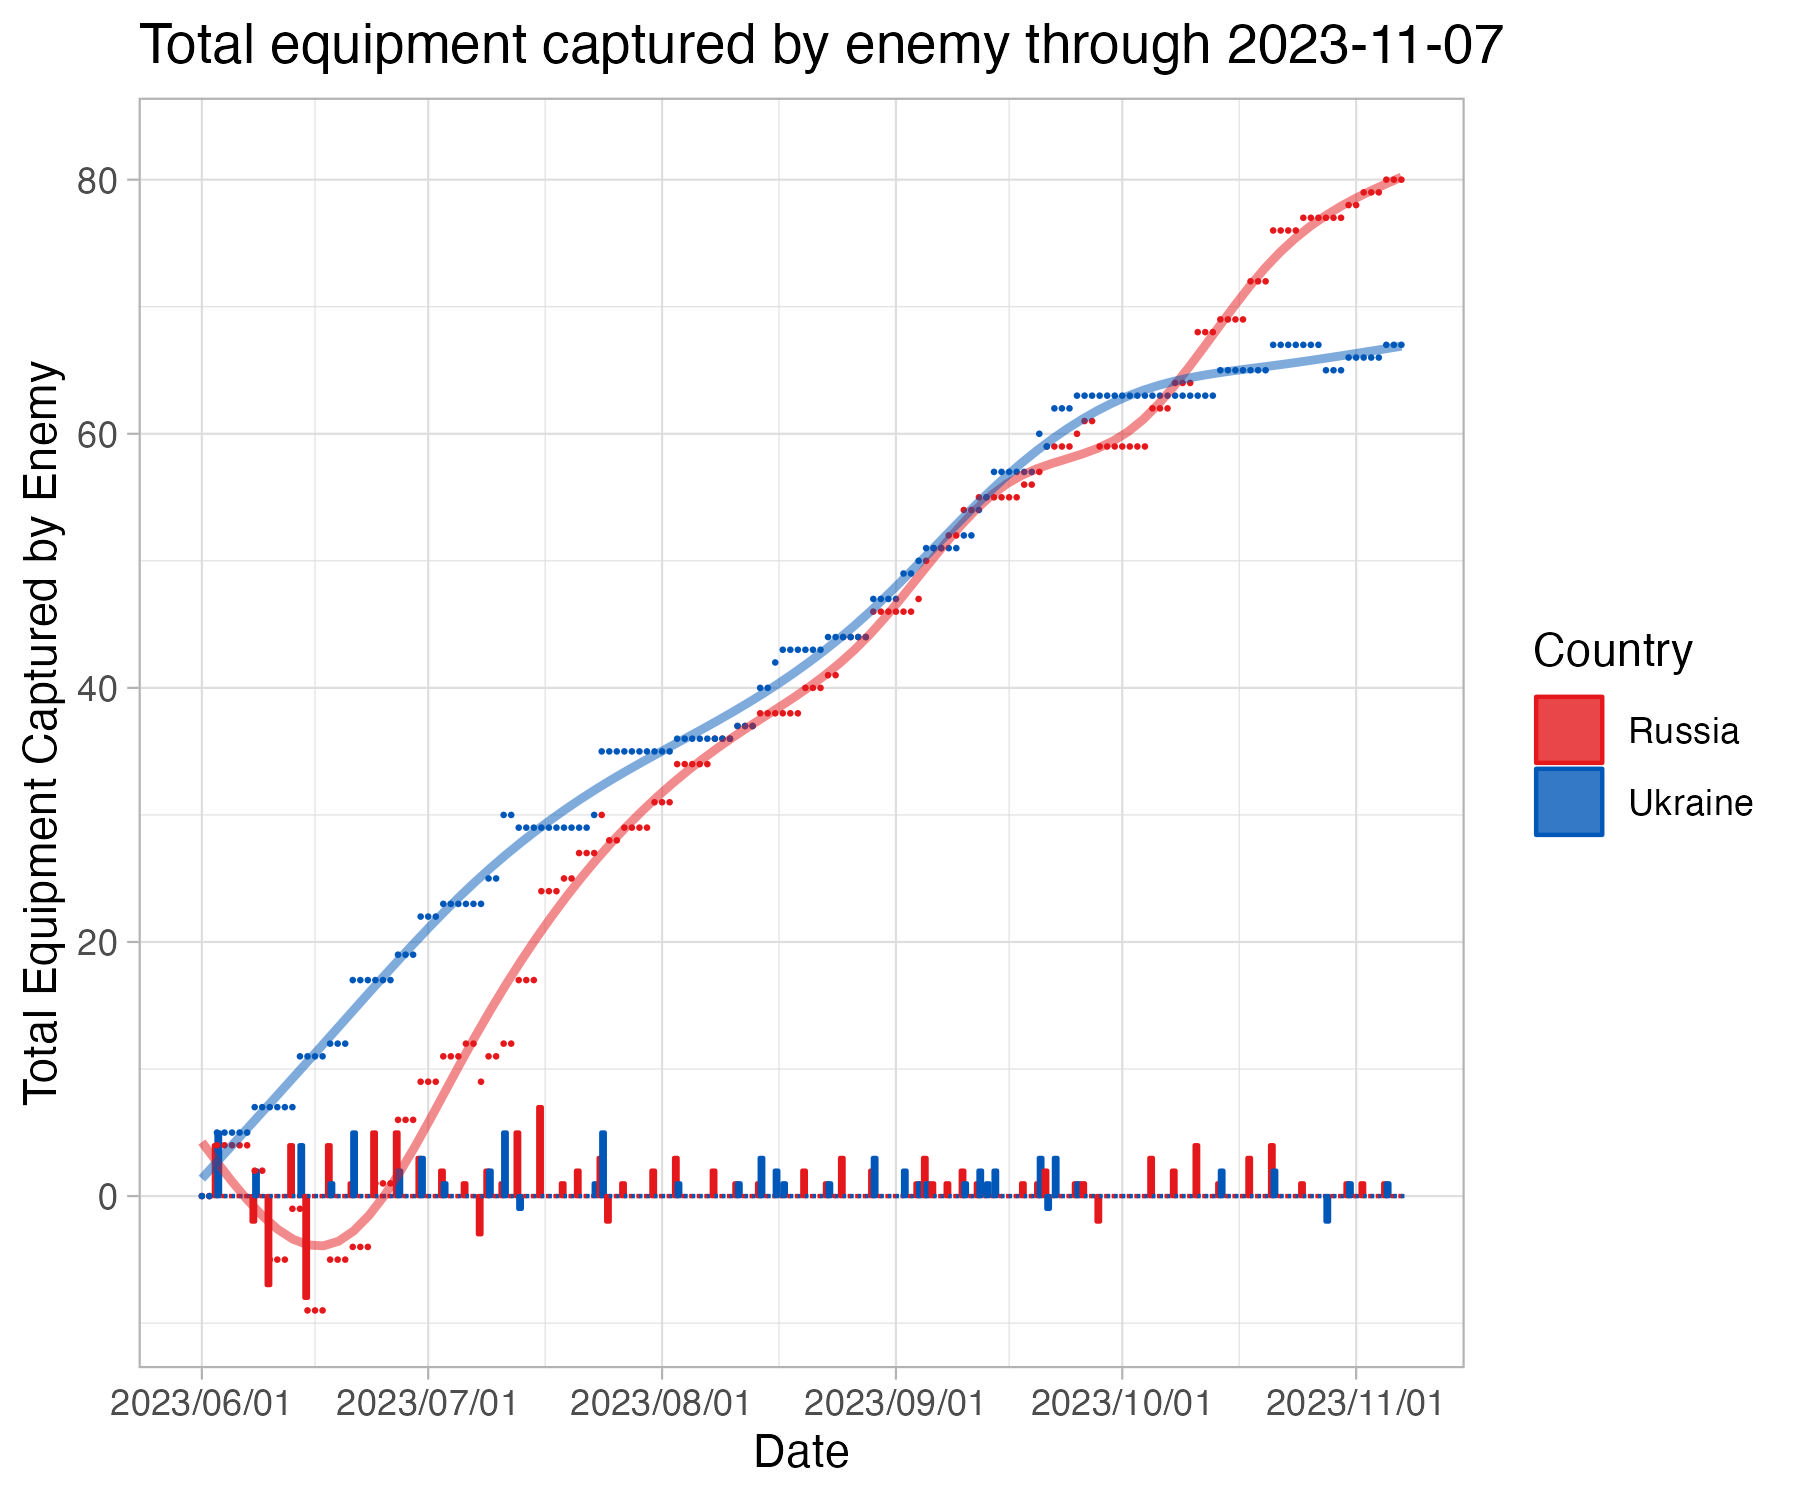 Total equipment captured by enemy through 2023-11-07
Total Equipment Captured by Enemy
80
60
40
20
0
2023/06/01 2023/07/01 2023/08/01 2023/09/01 2023/10/01 2023/11/01
Date
Country
Russia
Ukraine